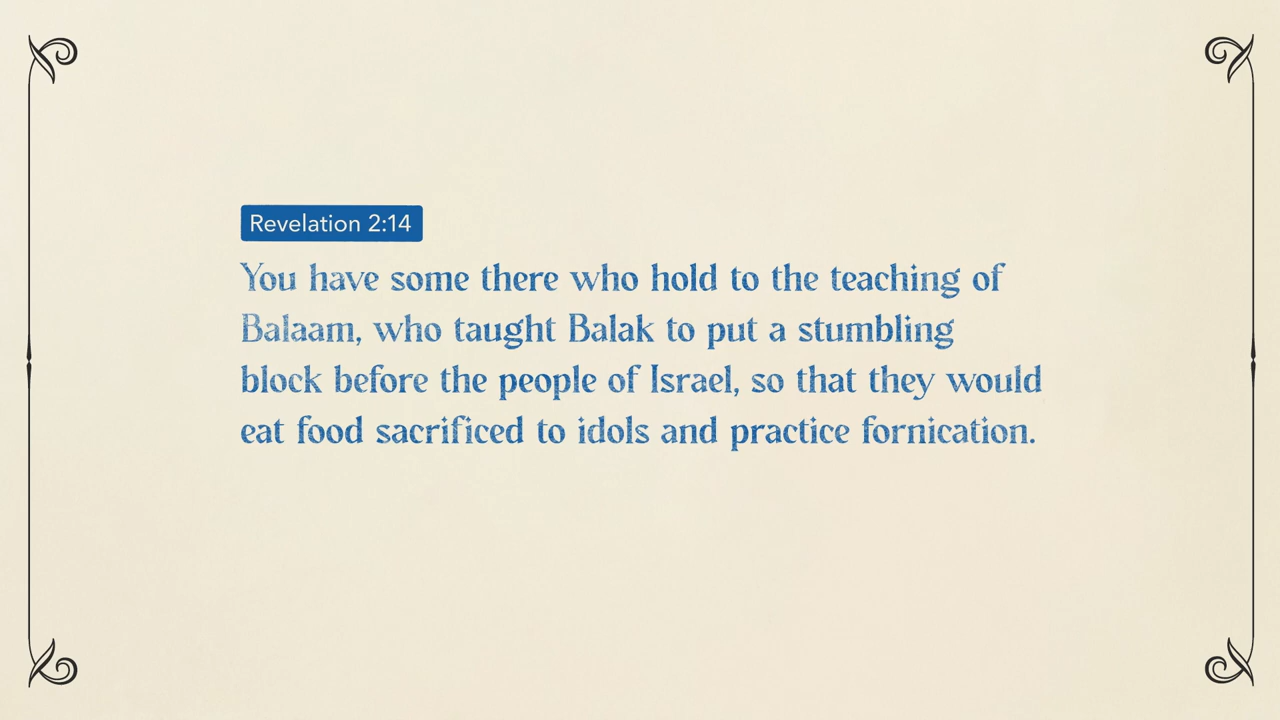 Revelation 2:14
You have some there who hold to the teaching of
Balaam, who taught Balak to put a stumbling
block before the people of Israel, so that they would
eat food sacrificed to idols and practice fornication.